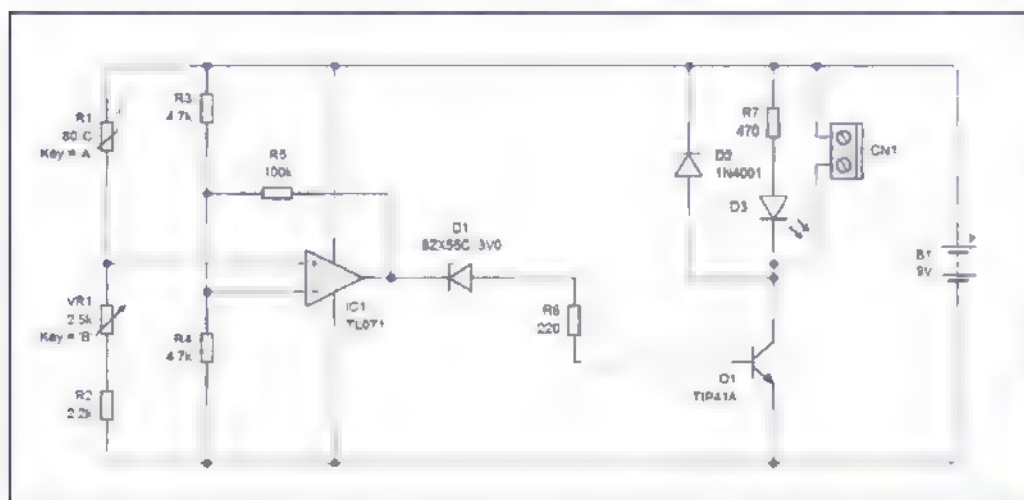 R1
80°C
Key = A
R3
4.7k
R5
100k
R7
470
CN1
D2
1N4001
D3
D1
BZX55C 3V0
B1
9V
VR1
2.5k
Key = 'B'
IC1
TL071
R6
220
R4
4.7k
Q1
TIP41A
R2
2.2k